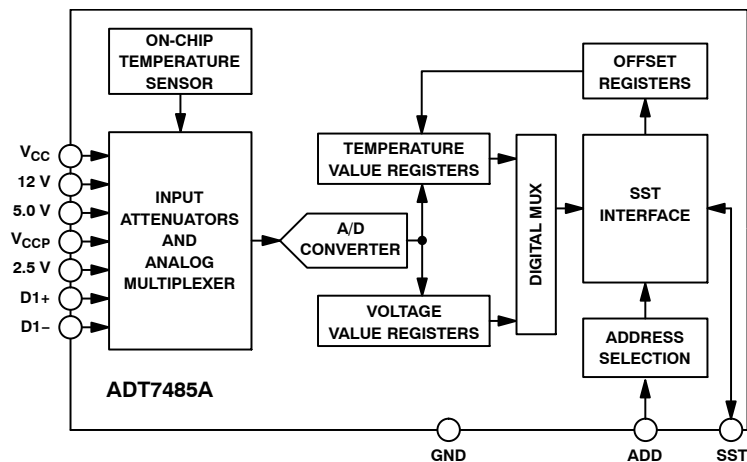 ON-CHIP
TEMPERATURE
SENSOR
OFFSET
REGISTERS
VCC
12 V
5.0 V
VCCP
2.5 V
D1+
D1–
INPUT
ATTENUATORS
AND
ANALOG
MULTIPLEXER
A/D
CONVERTER
TEMPERATURE
VALUE REGISTERS
VOLTAGE
VALUE REGISTERS
DIGITAL MUX
SST
INTERFACE
ADDRESS
SELECTION
ADT7485A
GND
ADD
SST